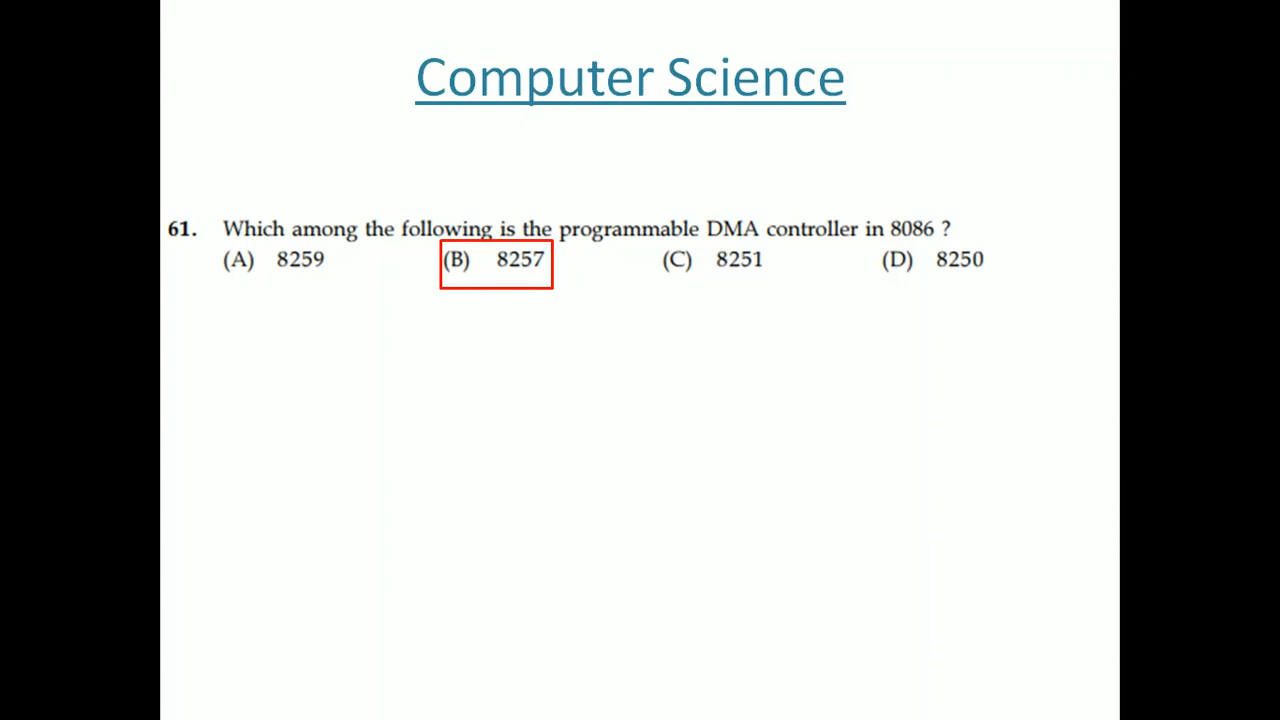 Computer Science
61. Which among the following is the programmable DMA controller in 8086 ?
(A) 8259 (B) 8257 (C) 8251 (D) 8250